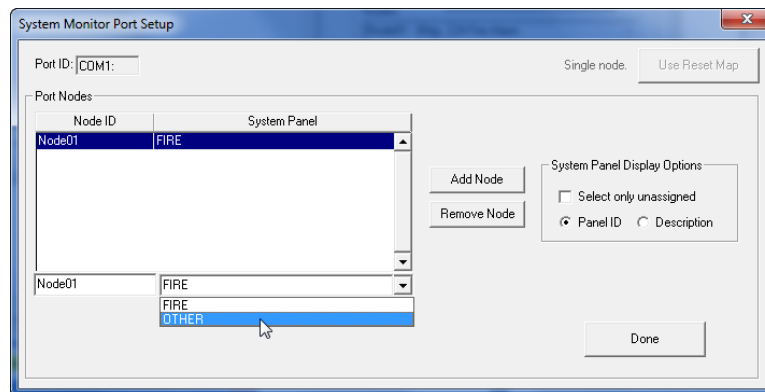 System Monitor Port Setup
Port ID: COM1:
Single node.
Use Reset Map
Port Nodes
Node ID
System Panel
Node01
FIRE
Add Node
Remove Node
System Panel Display Options
Select only unassigned
Panel ID
Description
Node01
FIRE
FIRE
OTHER
Done